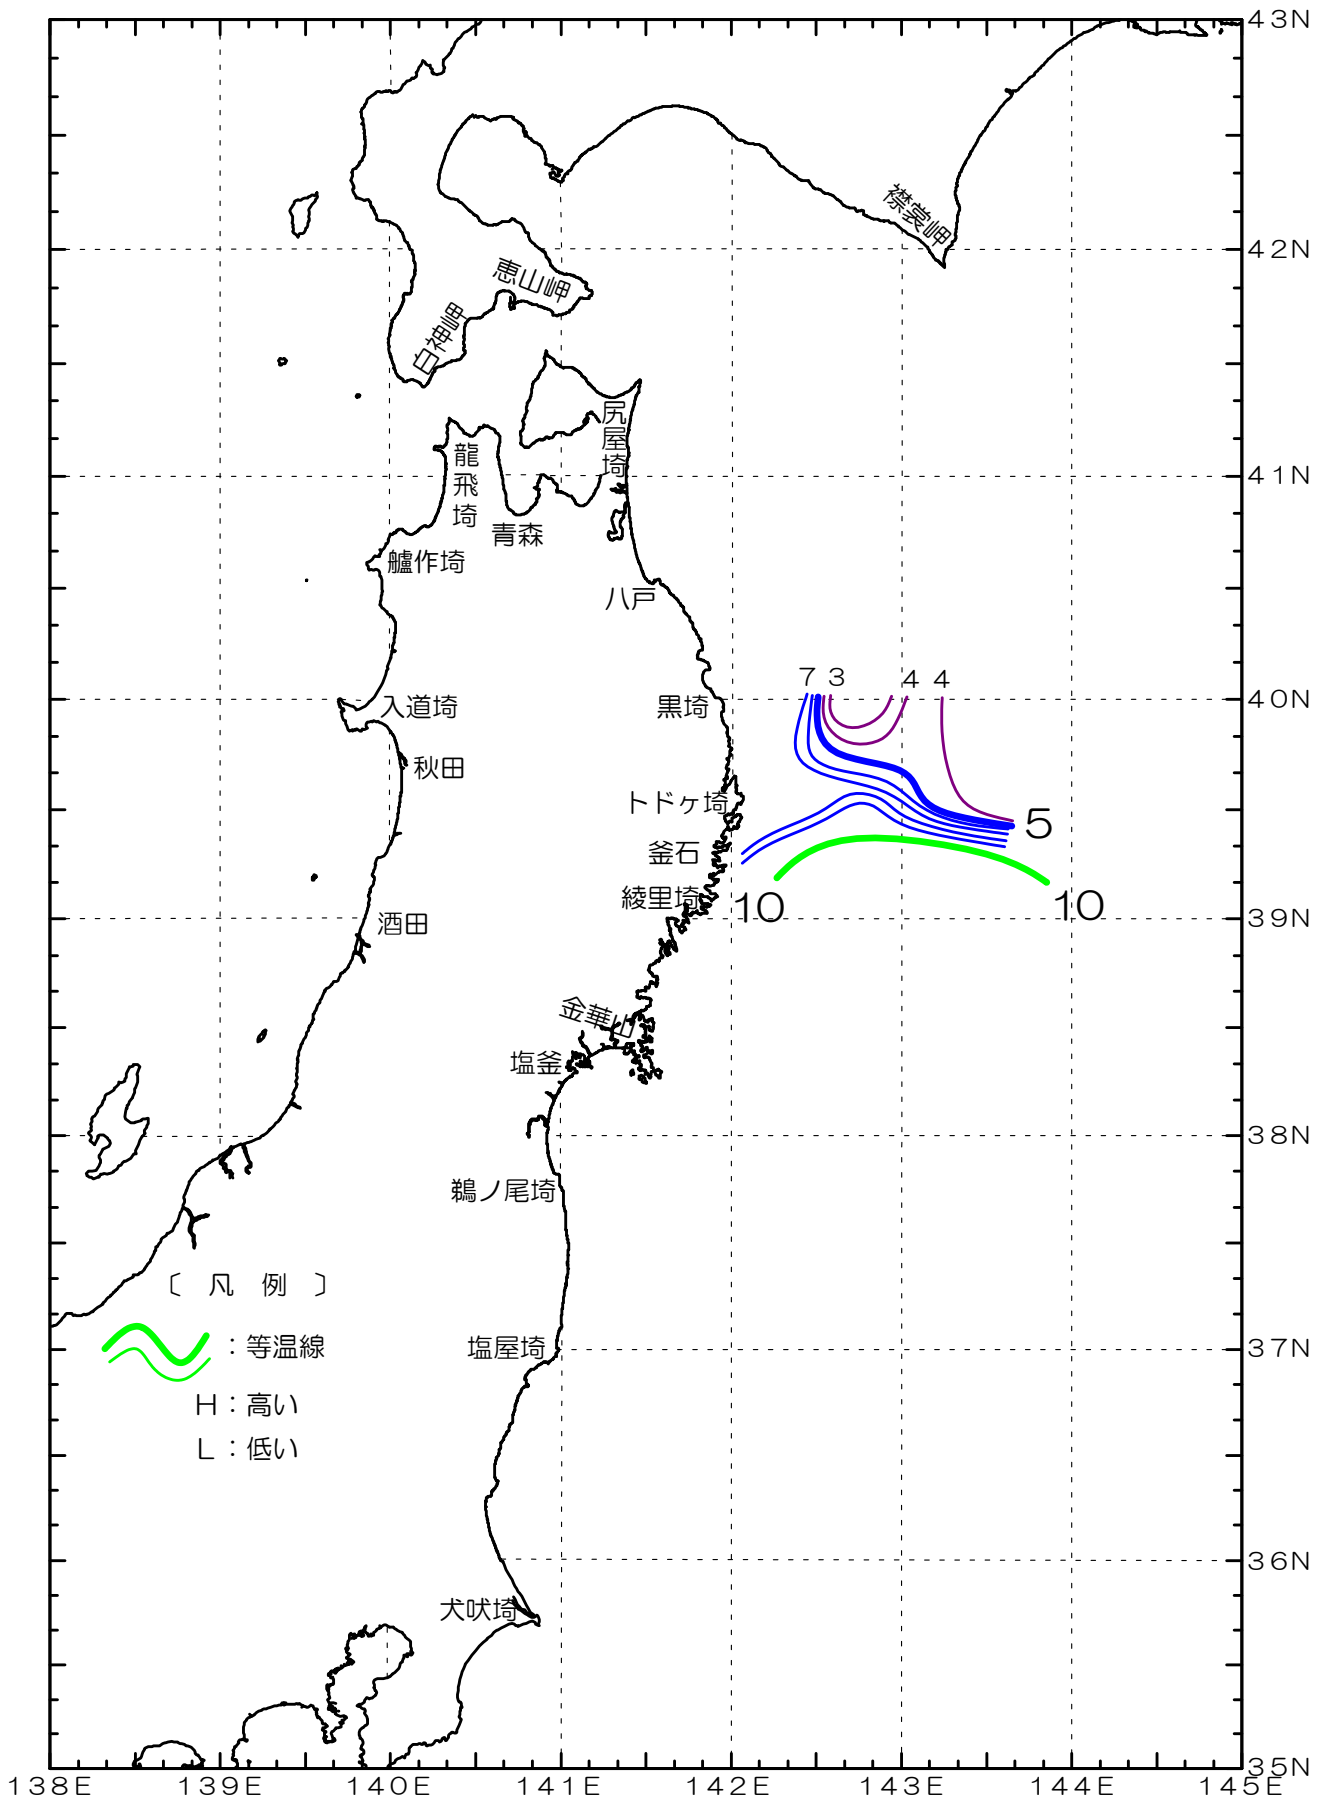 43N
襟裳岬
42N
恵山岬
白神岬
尻屋埼
龍飛埼
41N
青森
艫作埼
八戸
7 3 4 4
入道埼
黒埼
40N
秋田
トドヶ埼
5
釜石
綾里埼
10
10
酒田
39N
金華山
塩釜
38N
鵜ノ尾埼
〔 凡 例 〕
：等温線
塩屋埼
37N
H：高い
L：低い
36N
犬吠埼
35N
138E 139E 140E 141E 142E 143E 144E 145E